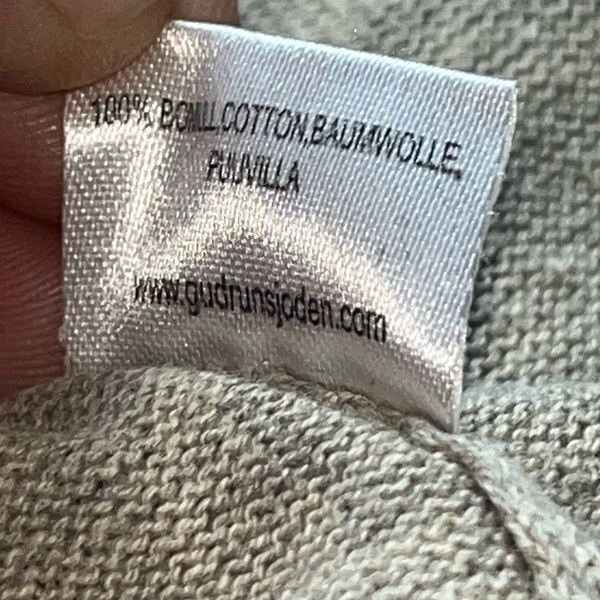 100% BOMULL,COTTON,BAUMWOLLE,
PUUVILLA
www.gudrunsjoden.com